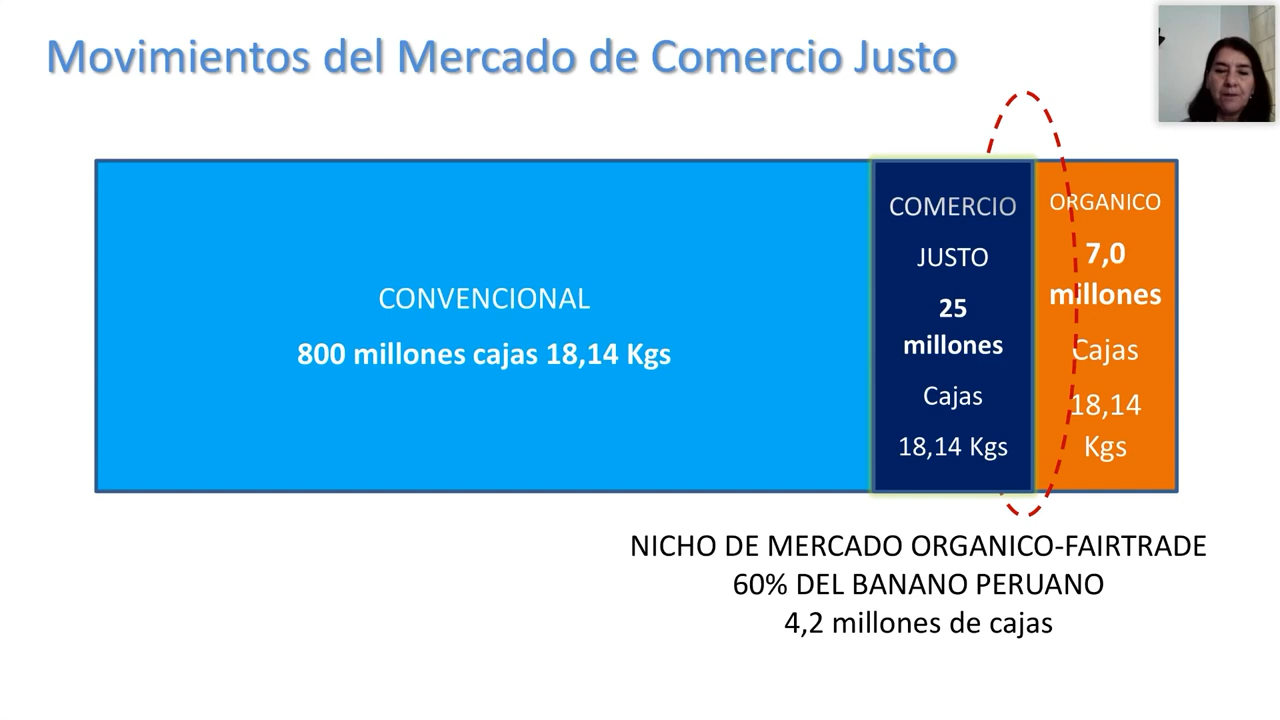 Movimientos del Mercado de Comercio Justo
CONVENCIONAL
800 millones cajas 18,14 Kgs
COMERCIO
JUSTO
25
millones
Cajas
18,14 Kgs
ORGANICO
7,0
millones
Cajas
18,14
Kgs
NICHO DE MERCADO ORGANICO-FAIRTRADE
60% DEL BANANO PERUANO
4,2 millones de cajas